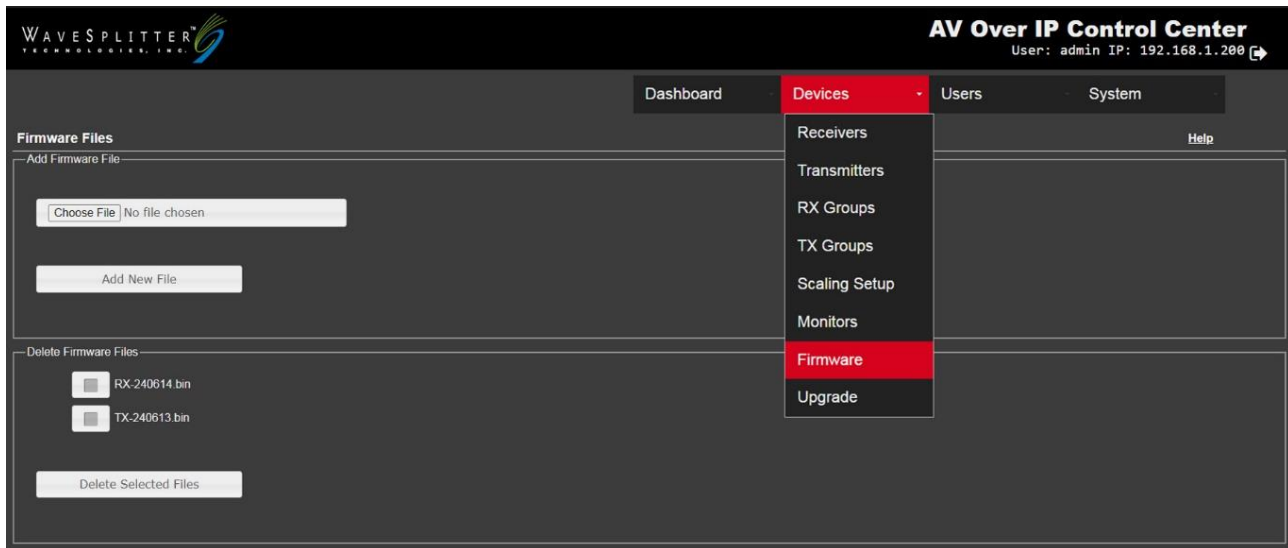 WAVESPLITTER™
TECHNOLOGIES, INC.
AV Over IP Control Center
User: admin IP: 192.168.1.200
Dashboard
Devices
Users
System
Receivers
Transmitters
RX Groups
TX Groups
Scaling Setup
Monitors
Firmware
Upgrade
Firmware Files
Help
Add Firmware File
Choose File No file chosen
Add New File
Delete Firmware Files
RX-240614.bin
TX-240613.bin
Delete Selected Files